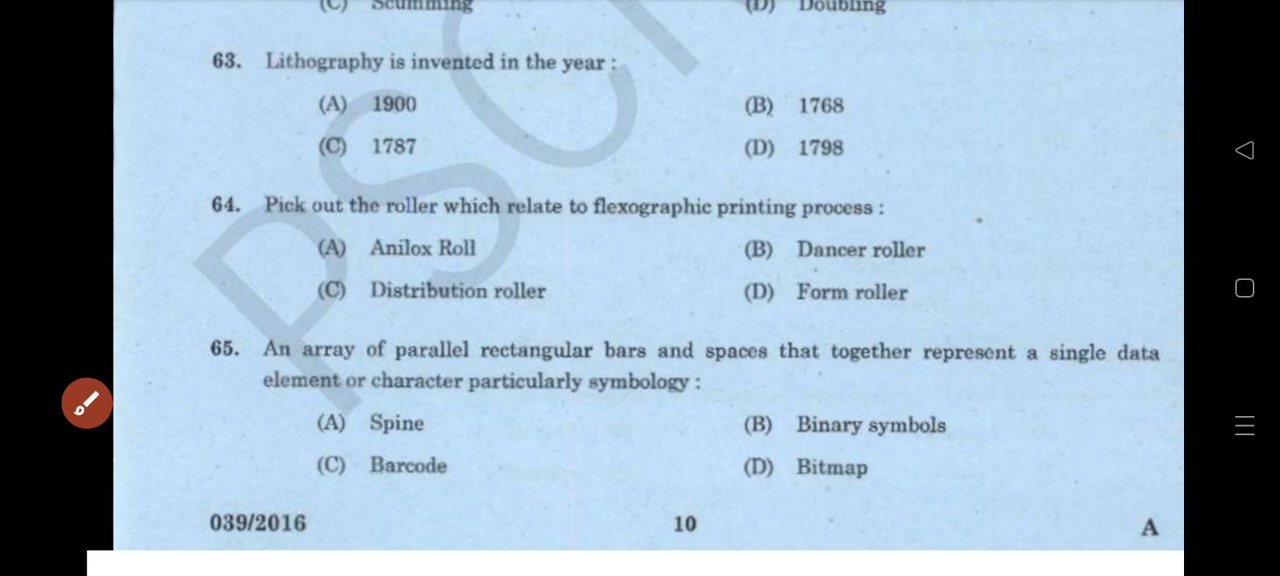 (C) Scumming (D) Doubling
63. Lithography is invented in the year :
(A) 1900 (B) 1768
(C) 1787 (D) 1798
64. Pick out the roller which relate to flexographic printing process :
(A) Anilox Roll (B) Dancer roller
(C) Distribution roller (D) Form roller
65. An array of parallel rectangular bars and spaces that together represent a single data
element or character particularly symbology :
(A) Spine (B) Binary symbols
(C) Barcode (D) Bitmap
039/2016 10 A
PSC